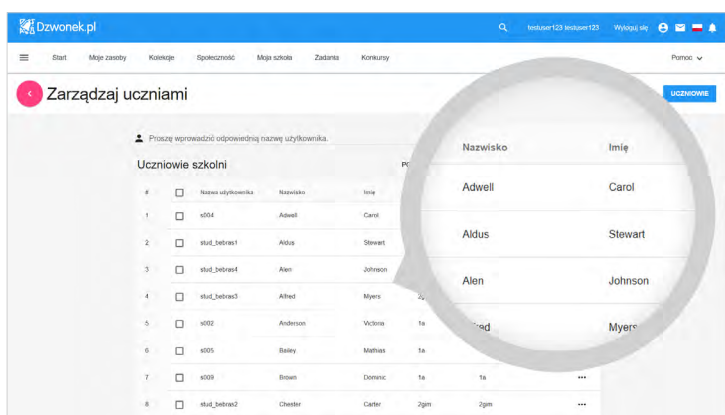 Dzwonek.pl
testuser123 testuser123 Wyloguj się
Start Moje zasoby Kolekcje Społeczność Moja szkoła Zadania Konkursy Pomoc
Zarządzaj uczniami UCZNIOWIE
Proszę wprowadzić odpowiednią nazwę użytkownika.
Uczniowie szkolni
# Nazwa użytkownika Nazwisko Imię
1 s004 Adwell Carol
2 stud_bebras1 Aldus Stewart
3 stud_bebras4 Alen Johnson
4 stud_bebras3 Alfred Myers
5 s002 Anderson Victoria 1a
6 s005 Bailey Mathias 1a
7 s009 Brown Dominic 1a 1a ...
8 stud_bebras2 Chester Carter 2gim 2gim ...
Nazwisko Imię
Adwell Carol
Aldus Stewart
Alen Johnson
Myers